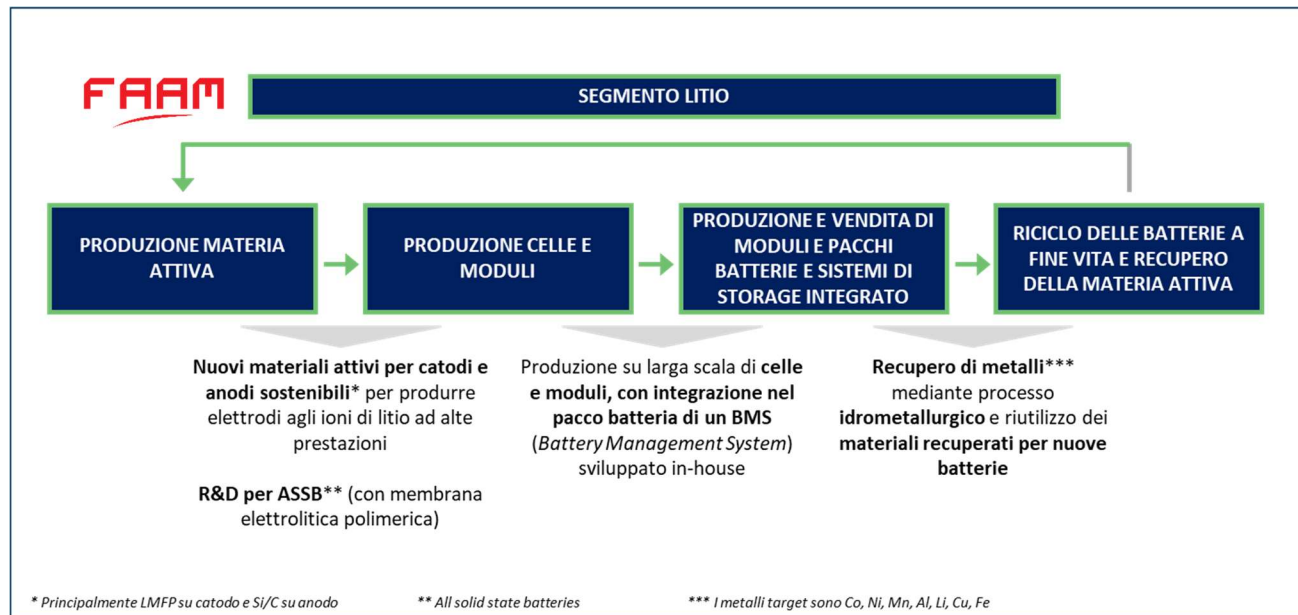 FAAM
SEGMENTO LITIO
PRODUZIONE MATERIA
ATTIVA
PRODUZIONE CELLE E
MODULI
PRODUZIONE E VENDITA DI
MODULI E PACCHI
BATTERIE E SISTEMI DI
STORAGE INTEGRATO
RICICLO DELLE BATTERIE A
FINE VITA E RECUPERO
DELLA MATERIA ATTIVA
Nuovi materiali attivi per catodi e
anodi sostenibili* per produrre
elettrodi agli ioni di litio ad alte
prestazioni
R&D per ASSB** (con membrana
elettrolitica polimerica)
Produzione su larga scala di celle
e moduli, con integrazione nel
pacco batteria di un BMS
(Battery Management System)
sviluppato in-house
Recupero di metalli***
mediante processo
idrometallurgico e riutilizzo dei
materiali recuperati per nuove
batterie
* Principalmente LMFP su catodo e Si/C su anodo
** All solid state batteries
*** I metalli target sono Co, Ni, Mn, Al, Li, Cu, Fe